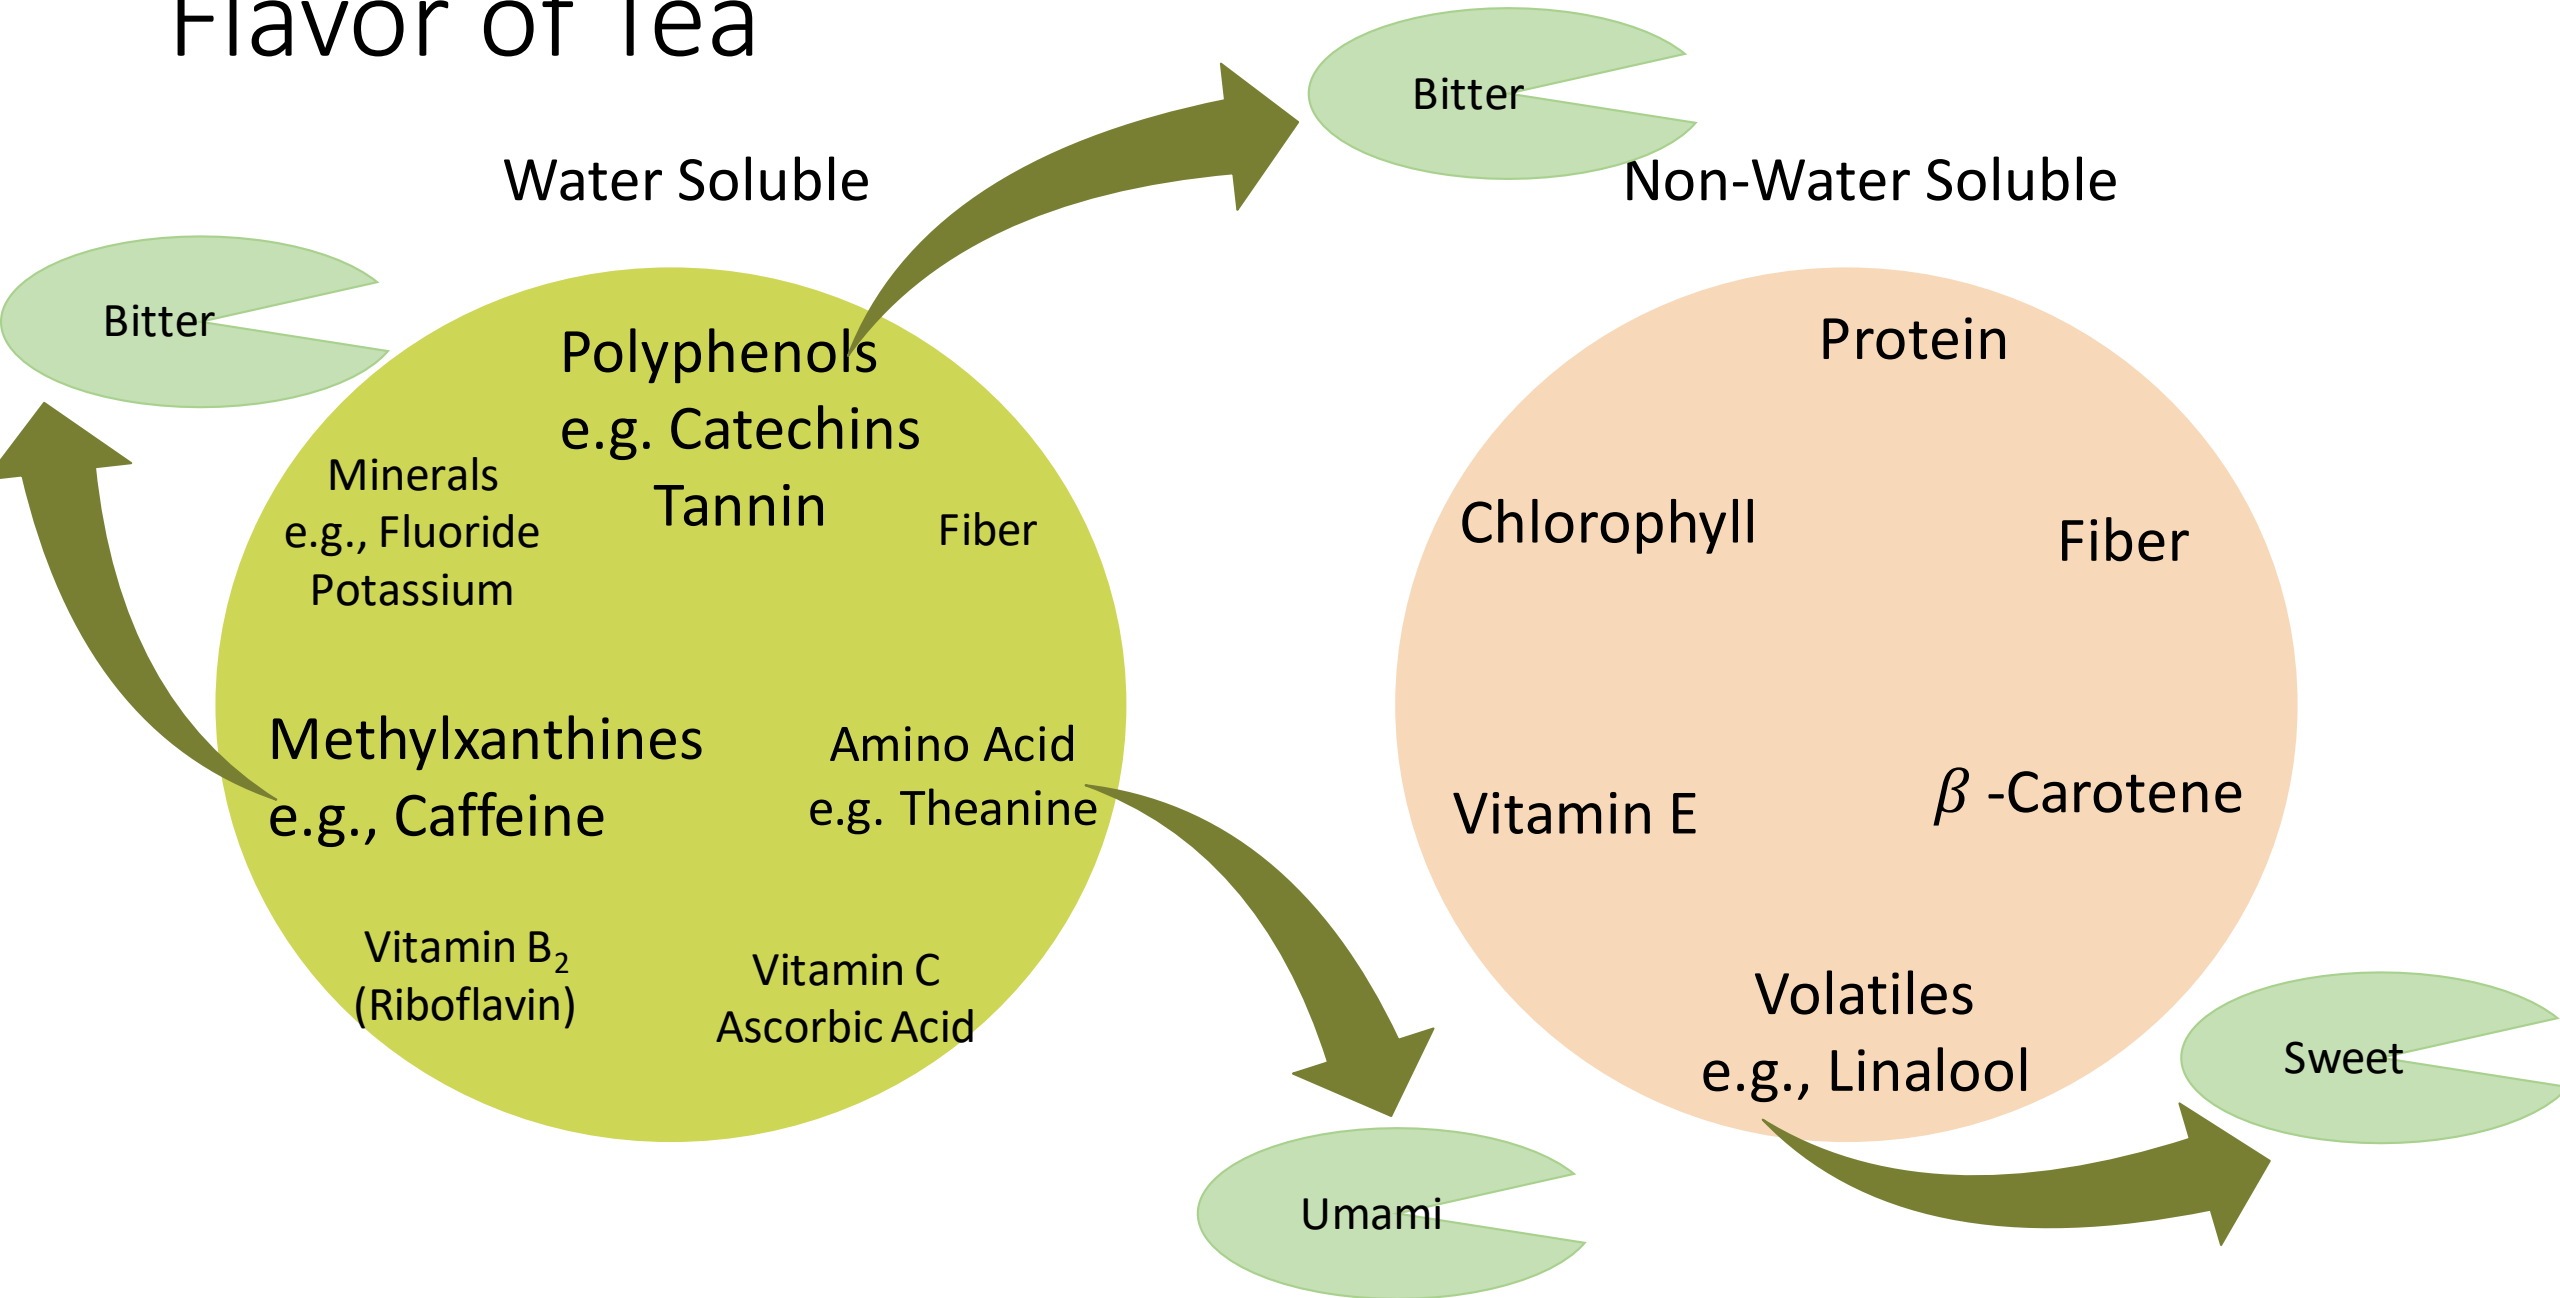 Flavor of Tea
Bitter
Water Soluble
Non-Water Soluble
Bitter
Polyphenols
e.g. Catechins
Tannin
Minerals
e.g., Fluoride
Potassium
Fiber
Methylxanthines
e.g., Caffeine
Amino Acid
e.g. Theanine
Vitamin B₂
(Riboflavin)
Vitamin C
Ascorbic Acid
Umami
Protein
Chlorophyll
Fiber
Vitamin E
β -Carotene
Volatiles
e.g., Linalool
Sweet